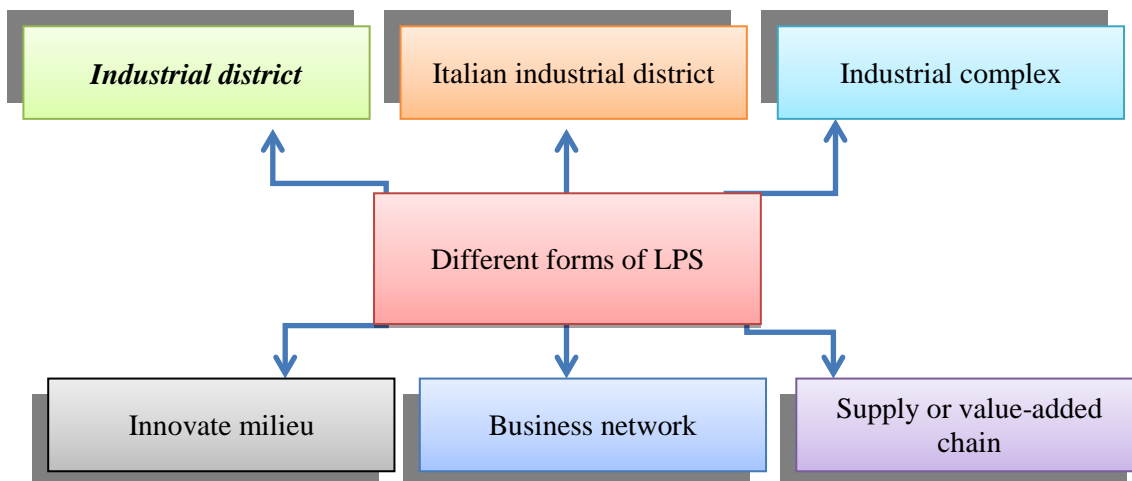 Industrial district
Italian industrial district
Industrial complex
Different forms of LPS
Innovate milieu
Business network
Supply or value-added
chain